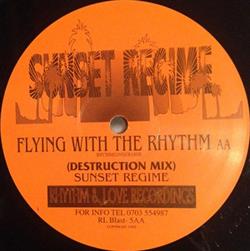 SUNSET REGIME
FLYING WITH THE RHYTHM AA
(DESTRUCTION MIX)
SUNSET REGIME
RHYTHM & LOVE RECORDINGS
FOR INFO TEL 0703 554987
RL Blast- 5AA